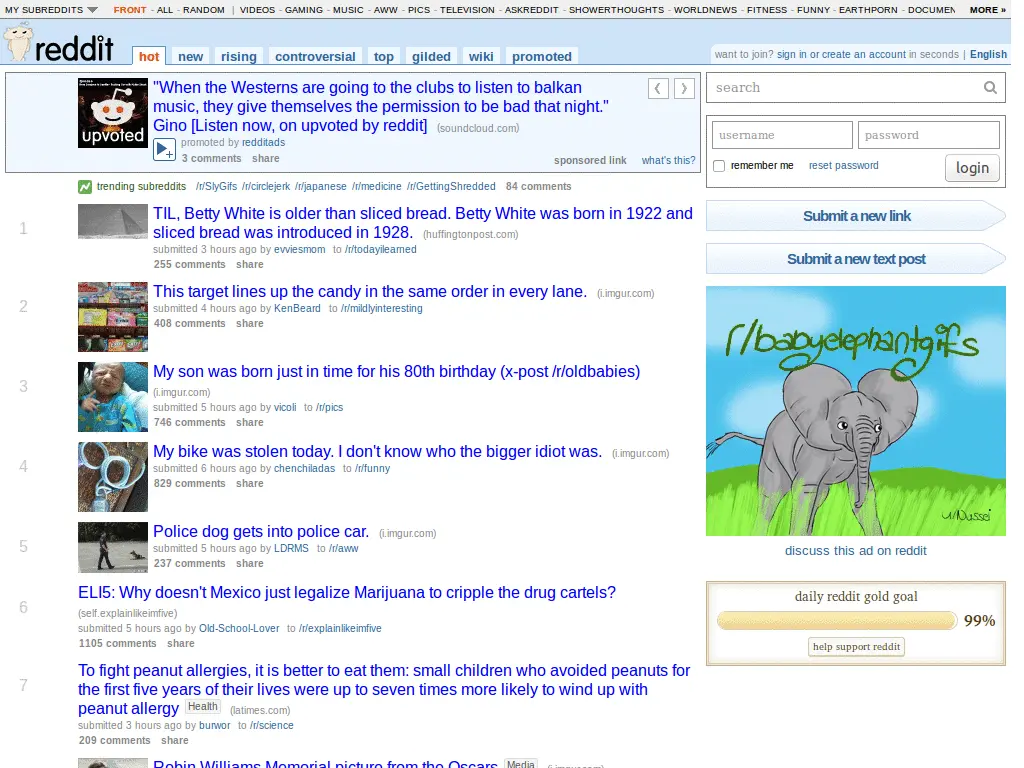 MY SUBREDDITS FRONT - ALL - RANDOM | VIDEOS - GAMING - MUSIC - AWW - PICS - TELEVISION - ASKREDDIT - SHOWERTHOUGHTS - WORLDNEWS - FITNESS - FUNNY - EARTHPORN - DOCUMEN MORE »
reddit hot new rising controversial top gilded wiki promoted
want to join? sign in or create an account in seconds | English
"When the Westerns are going to the clubs to listen to balkan
music, they give themselves the permission to be bad that night."
Gino [Listen now, on upvoted by reddit] (soundcloud.com)
upvoted
promoted by redditads
3 comments share
sponsored link what's this?
trending subreddits /r/SlyGifs /r/circlejerk /r/japanese /r/medicine /r/GettingShredded 84 comments
1
TIL, Betty White is older than sliced bread. Betty White was born in 1922 and
sliced bread was introduced in 1928. (huffingtonpost.com)
submitted 3 hours ago by evviesmom to /r/todayilearned
255 comments share
2
This target lines up the candy in the same order in every lane. (i.imgur.com)
submitted 4 hours ago by KenBeard to /r/mildlyinteresting
408 comments share
3
My son was born just in time for his 80th birthday (x-post /r/oldbabies)
(i.imgur.com)
submitted 5 hours ago by vicoli to /r/pics
746 comments share
4
My bike was stolen today. I don't know who the bigger idiot was. (i.imgur.com)
submitted 6 hours ago by chenchiladas to /r/funny
829 comments share
5
Police dog gets into police car. (i.imgur.com)
submitted 5 hours ago by LDRMS to /r/aww
237 comments share
6
ELI5: Why doesn't Mexico just legalize Marijuana to cripple the drug cartels?
(self.explainlikeimfive)
submitted 5 hours ago by Old-School-Lover to /r/explainlikeimfive
1105 comments share
7
To fight peanut allergies, it is better to eat them: small children who avoided peanuts for
the first five years of their lives were up to seven times more likely to wind up with
peanut allergy Health (latimes.com)
submitted 3 hours ago by burwor to /r/science
209 comments share
Robin Williams Memorial picture from the Oscars Media (i.imgur.com)
search
username password
remember me reset password login
Submit a new link
Submit a new text post
r/babyelephantgifs
discuss this ad on reddit
daily reddit gold goal
99%
help support reddit